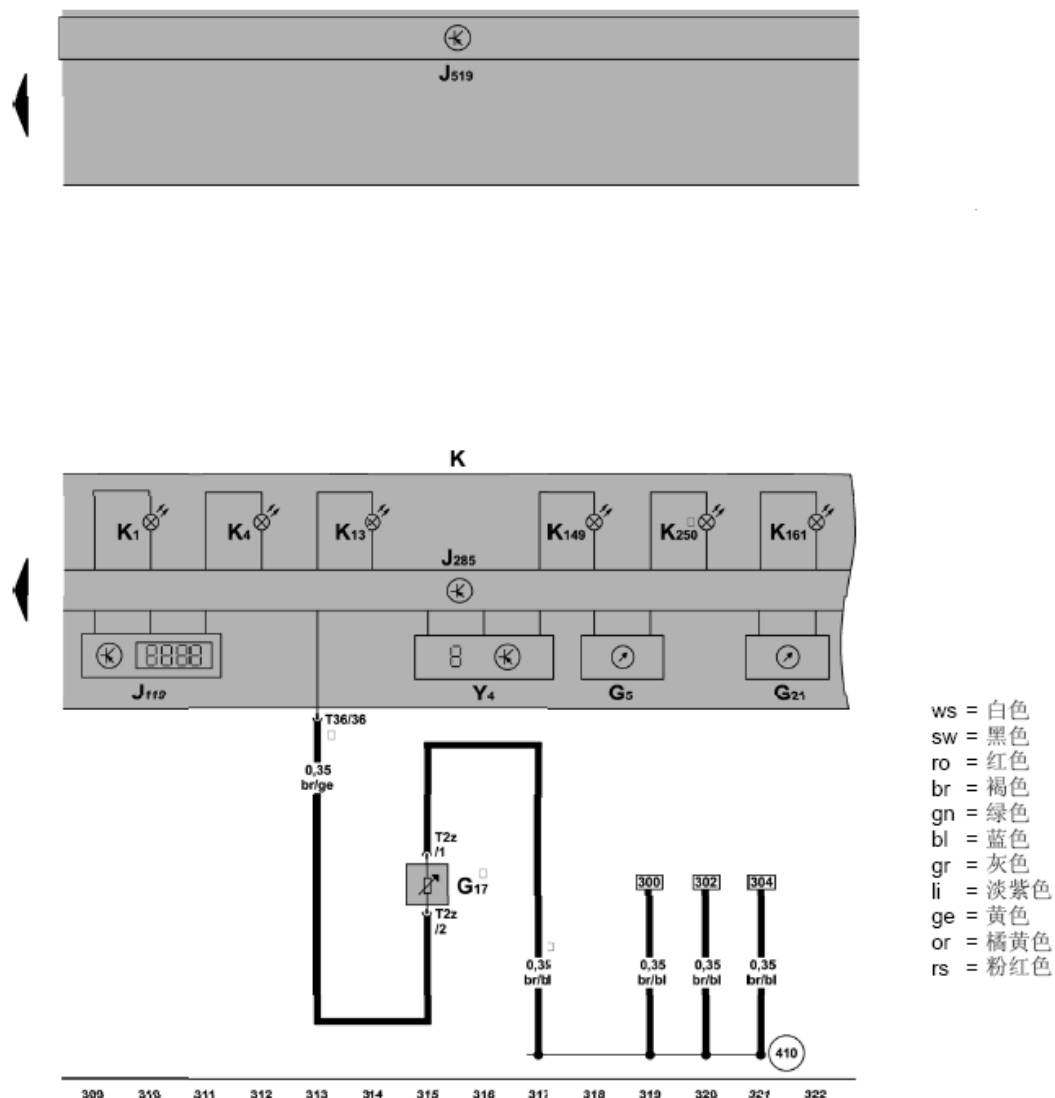 J519
K
K1
K4
K13
K149
K250
K161
J285
J119
Y4
G5
G21
T36/36
0,35
br/ge
T2z
/1
G17
T2z
/2
300
302
304
0,35
br/bl
0,35
br/bl
0,35
br/bl
0,35
br/bl
410
309 310 311 312 313 314 315 316 317 318 319 320 321 322
ws = 白色
sw = 黑色
ro = 红色
br = 褐色
gn = 绿色
bl = 蓝色
gr = 灰色
li = 淡紫色
ge = 黄色
or = 橘黄色
rs = 粉红色